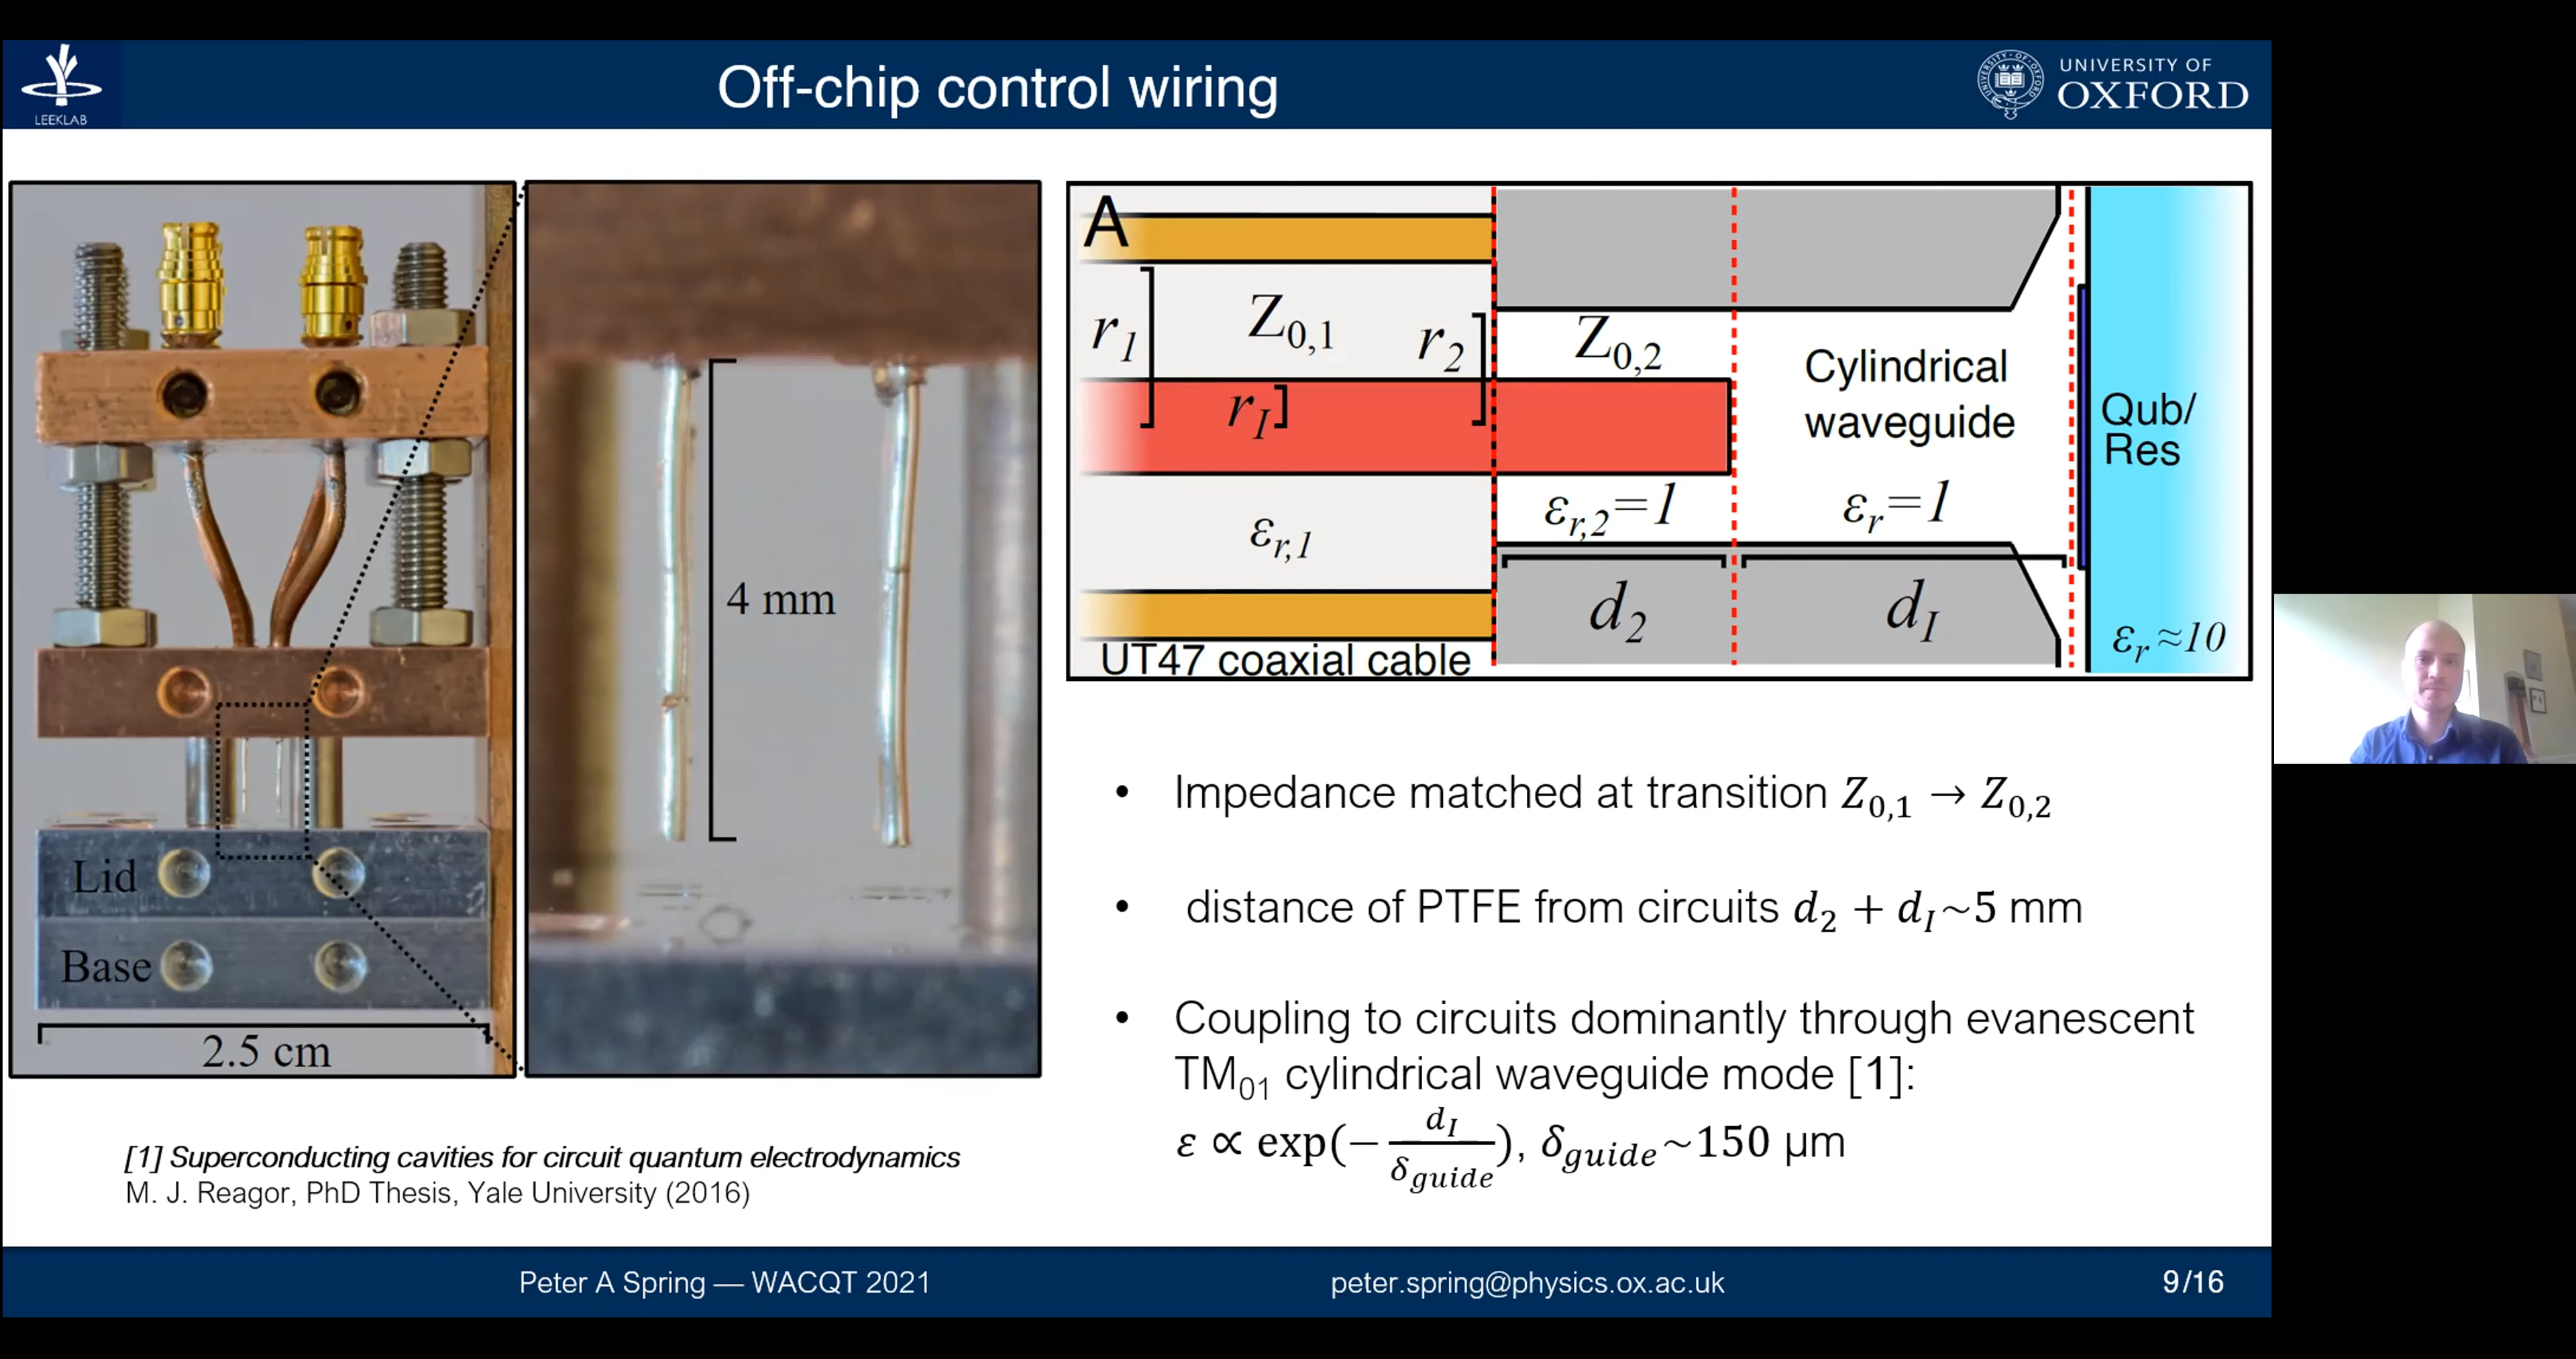 Off-chip control wiring
LEEKLAB
UNIVERSITY OF
OXFORD
4 mm
Lid
Base
2.5 cm
A
r₁
Z₀,₁
r₂
Z₀,₂
r_I
Cylindrical
waveguide
Qub/
Res
ε_r,₁
ε_r,₂=1
ε_r=1
d₂
d_I
ε_r≈10
UT47 coaxial cable
• Impedance matched at transition Z₀,₁ → Z₀,₂
• distance of PTFE from circuits d₂ + d_I~5 mm
• Coupling to circuits dominantly through evanescent
TM₀₁ cylindrical waveguide mode [1]:
ε ∝ exp(−d_I/δ_guide), δ_guide~150 μm
[1] Superconducting cavities for circuit quantum electrodynamics
M. J. Reagor, PhD Thesis, Yale University (2016)
Peter A Spring — WACQT 2021
peter.spring@physics.ox.ac.uk
9/16